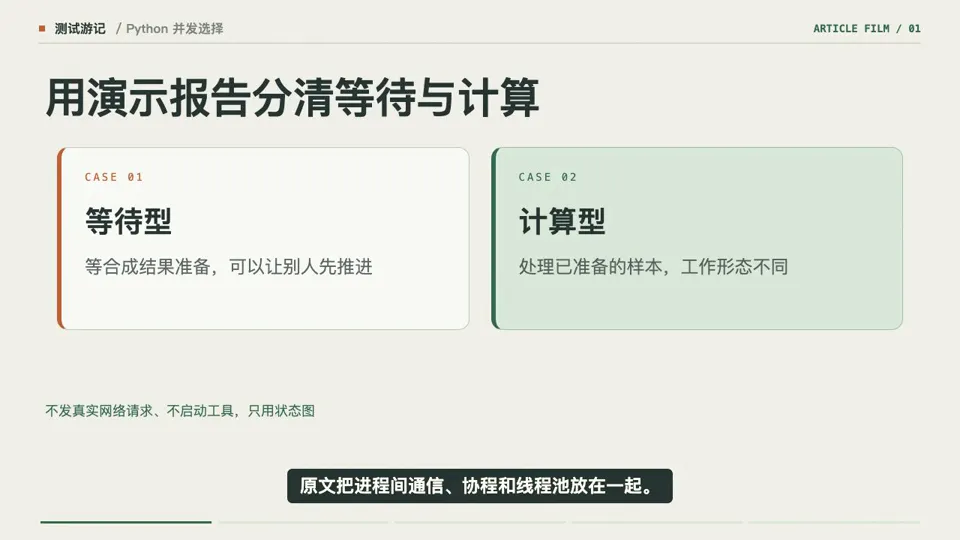 测试游记 / Python 并发选择
ARTICLE FILM / 01
用演示报告分清等待与计算
CASE 01
等待型
等合成结果准备，可以让别人先推进
CASE 02
计算型
处理已准备的样本，工作形态不同
不发真实网络请求、不启动工具，只用状态图
原文把进程间通信、协程和线程池放在一起。